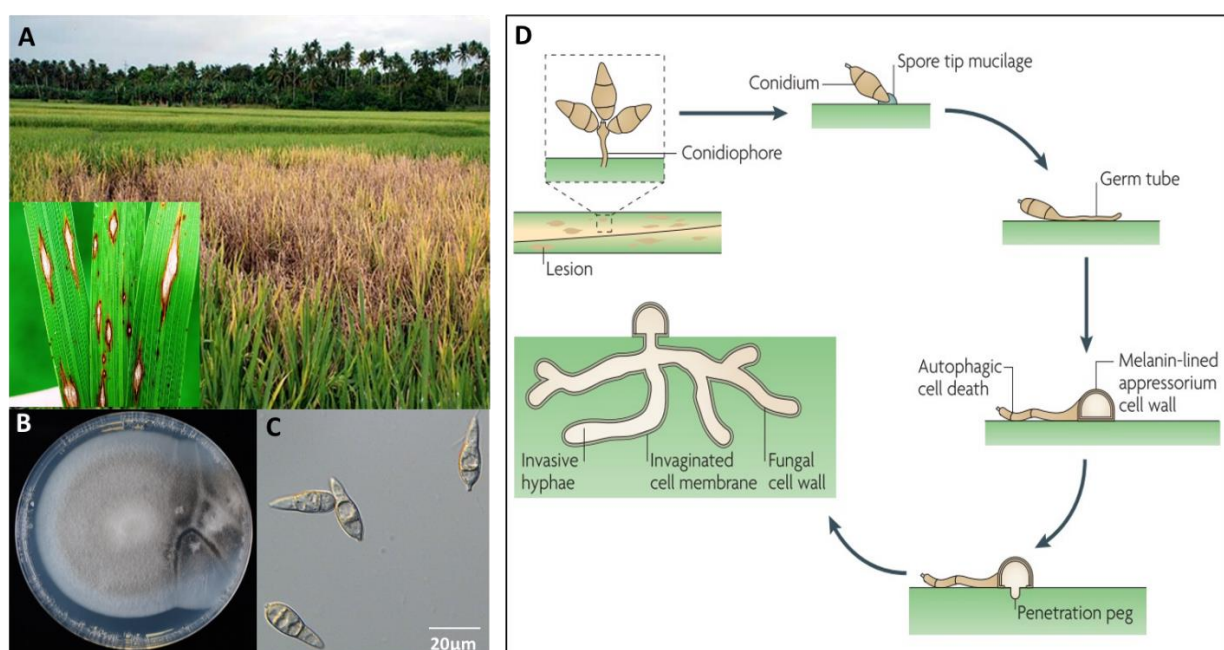 A
B
C
20µm
D
Conidium
Spore tip mucilage
Conidiophore
Lesion
Germ tube
Autophagic
cell death
Melanin-lined
appressorium
cell wall
Invasive
hyphae
Invaginated
cell membrane
Fungal
cell wall
Penetration peg